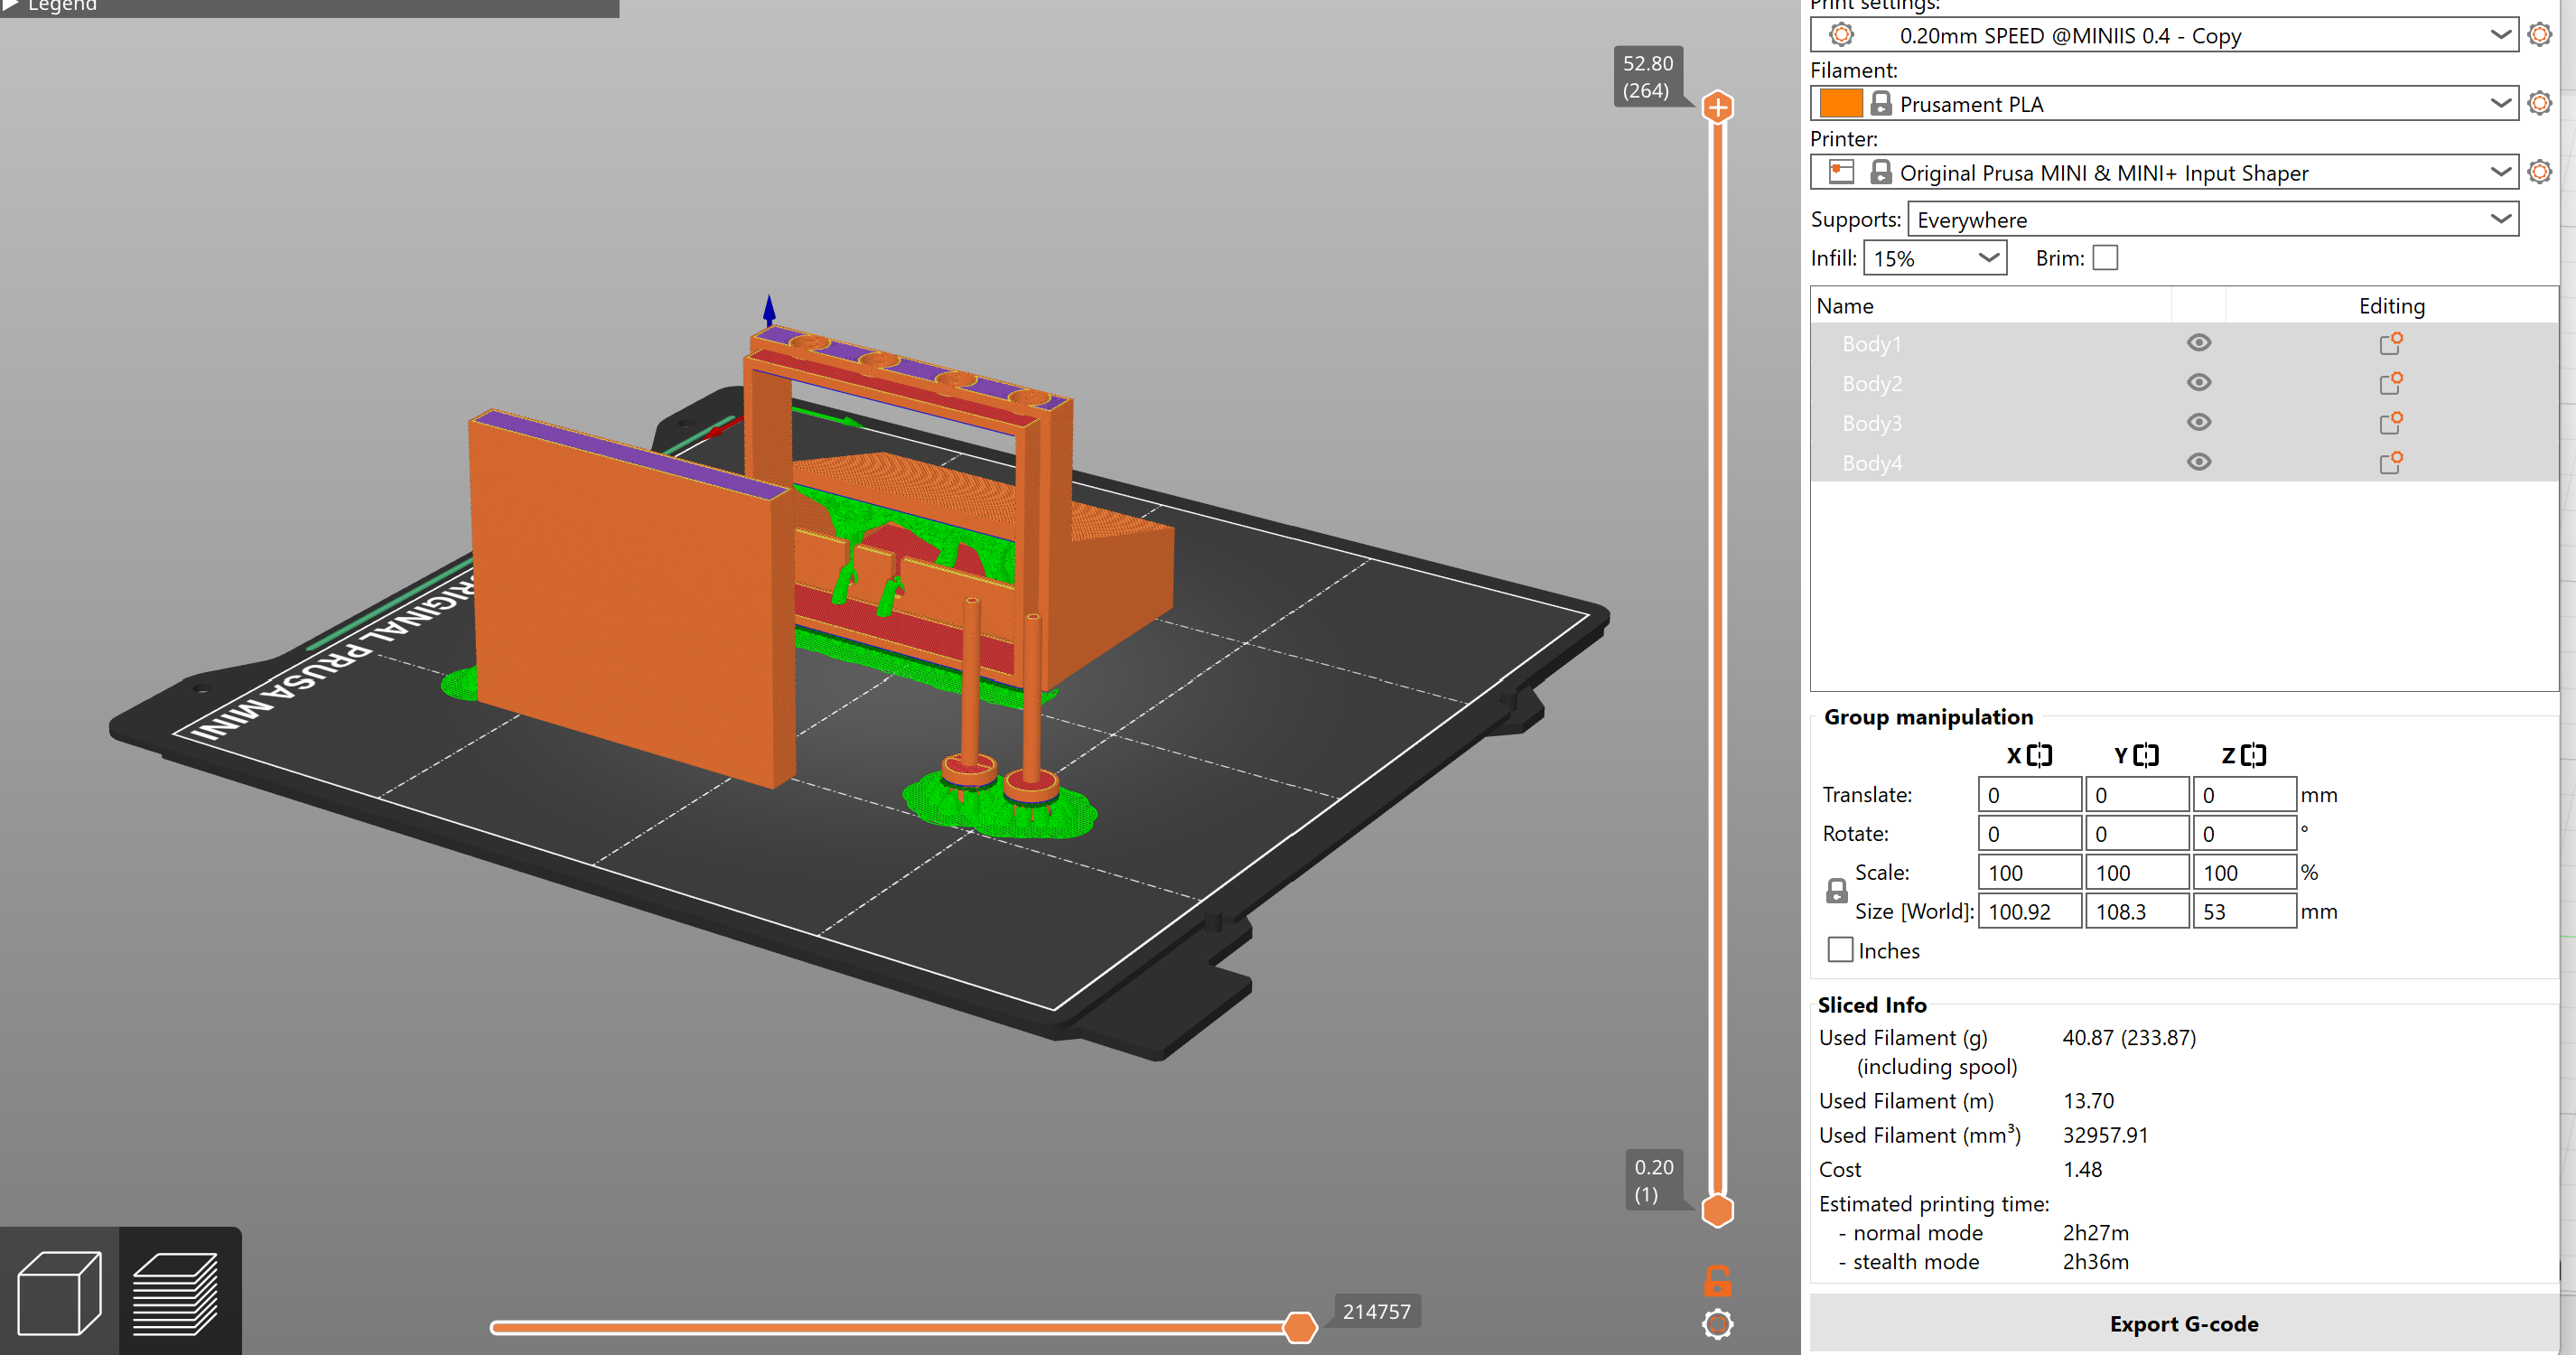 Legend
52.80
(264)
ORIGINAL PRUSA MINI
0.20
(1)
214757
Print settings:
0.20mm SPEED @MINIIS 0.4 - Copy
Filament:
Prusament PLA
Printer:
Original Prusa MINI & MINI+ Input Shaper
Supports: Everywhere
Infill: 15% Brim:
Name Editing
Body1
Body2
Body3
Body4
Group manipulation
X Y Z
Translate: 0 0 0 mm
Rotate: 0 0 0 °
Scale: 100 100 100 %
Size [World]: 100.92 108.3 53 mm
Inches
Sliced Info
Used Filament (g) 40.87 (233.87)
(including spool)
Used Filament (m) 13.70
Used Filament (mm³) 32957.91
Cost 1.48
Estimated printing time:
- normal mode 2h27m
- stealth mode 2h36m
Export G-code